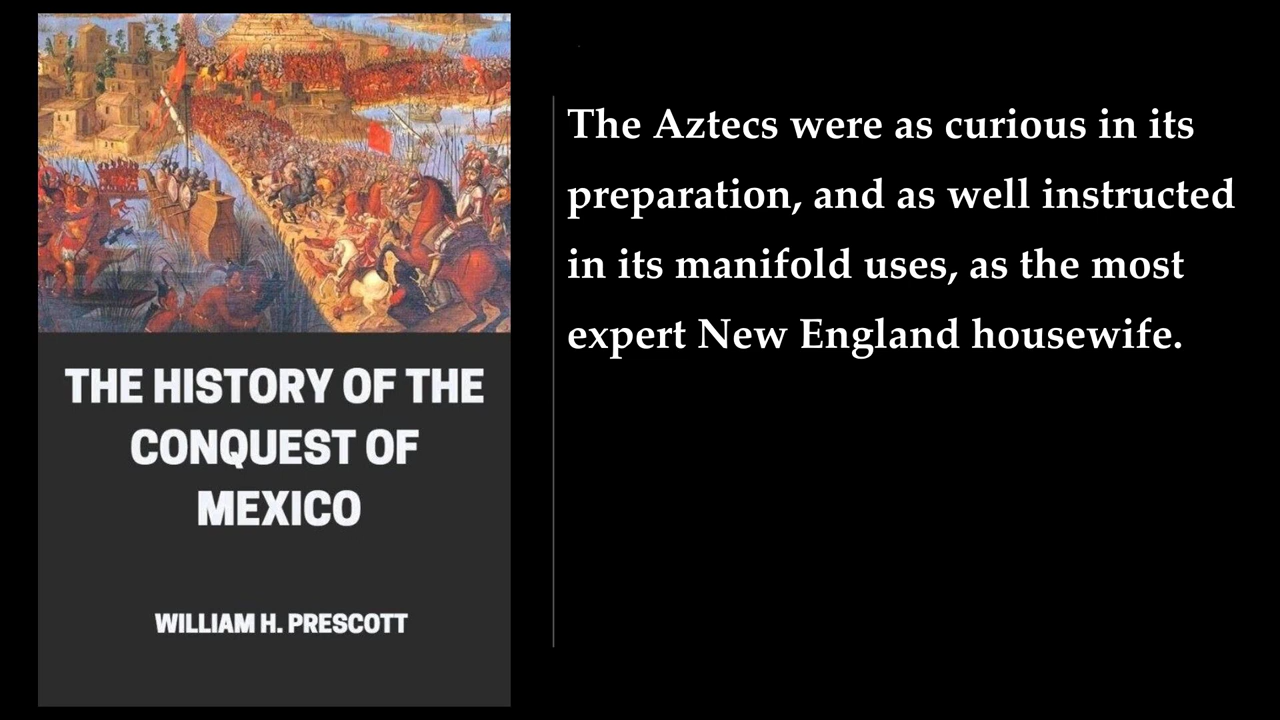 THE HISTORY OF THE
CONQUEST OF
MEXICO
WILLIAM H. PRESCOTT
The Aztecs were as curious in its
preparation, and as well instructed
in its manifold uses, as the most
expert New England housewife.